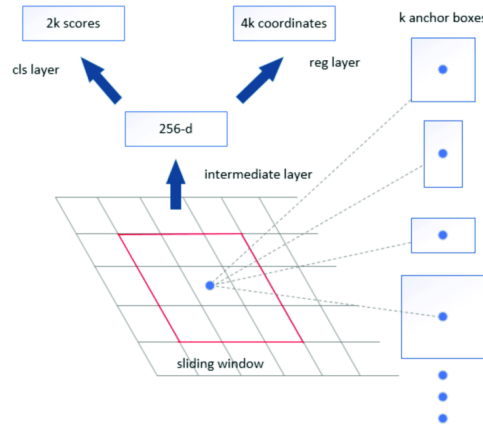 2k scores
4k coordinates
k anchor boxes
cls layer
reg layer
256-d
intermediate layer
sliding window